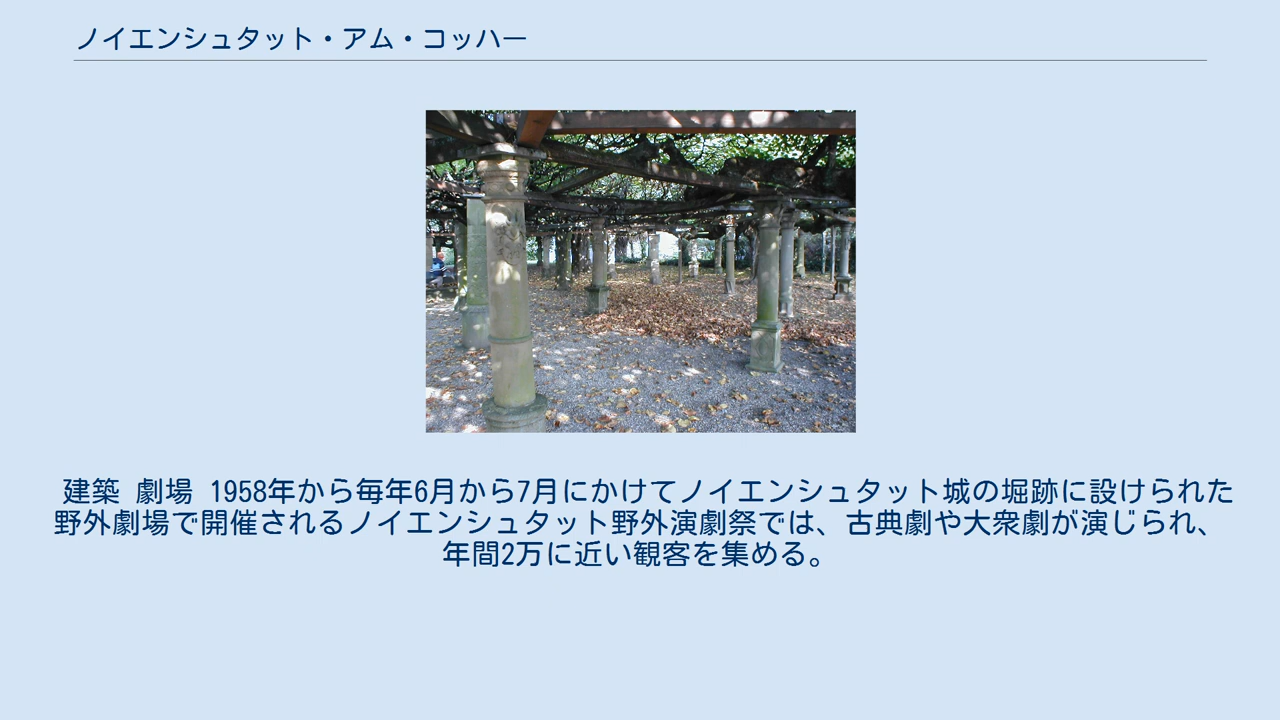 ノイエンシュタット・アム・コッハー
建築 劇場 1958年から毎年6月から7月にかけてノイエンシュタット城の堀跡に設けられた
野外劇場で開催されるノイエンシュタット野外演劇祭では、古典劇や大衆劇が演じられ、
年間2万に近い観客を集める。